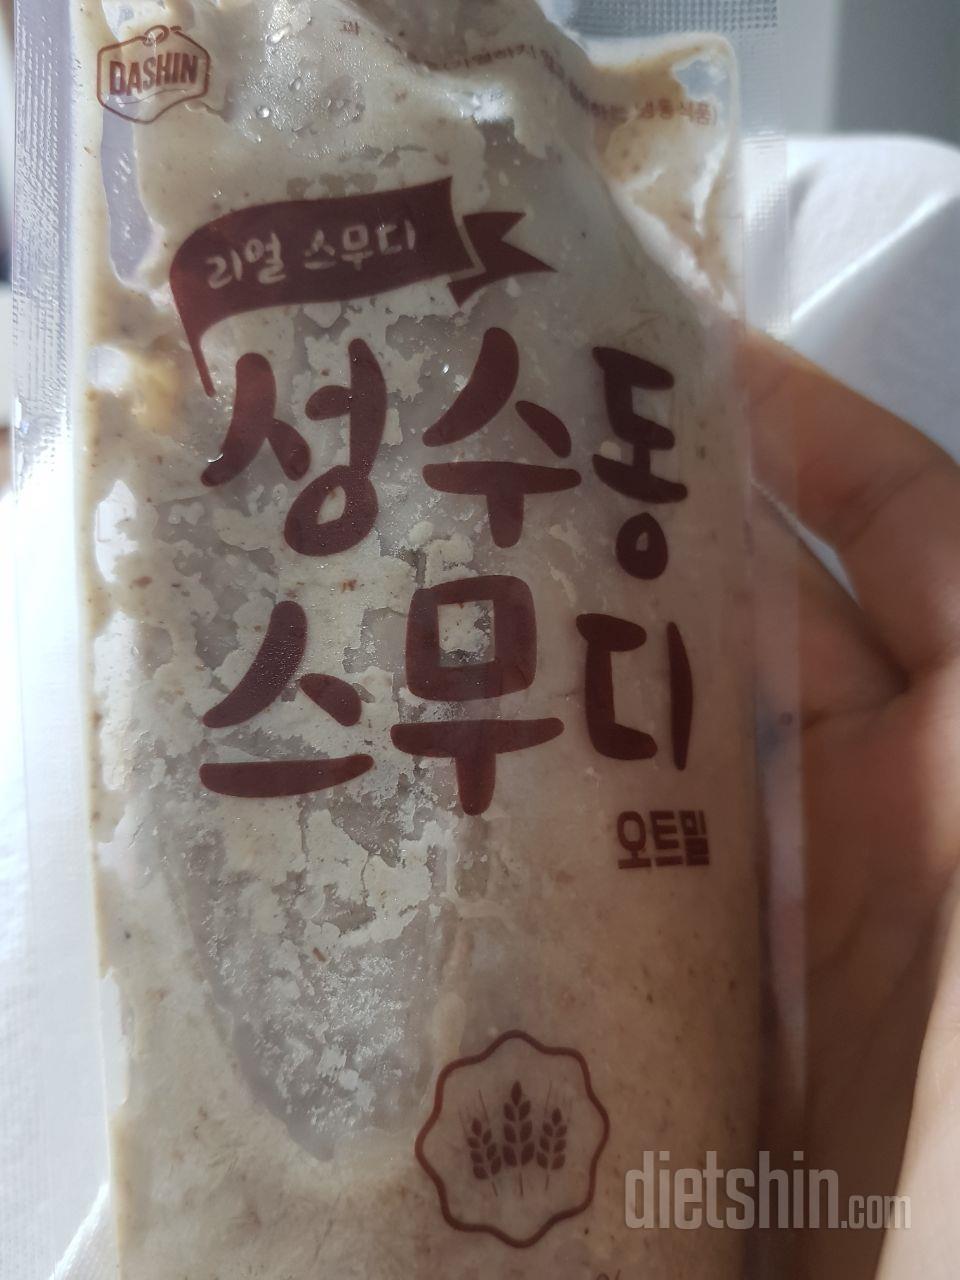 DASHIN
리얼 스무디
성수동
스무디
오트밀
dietshin.com